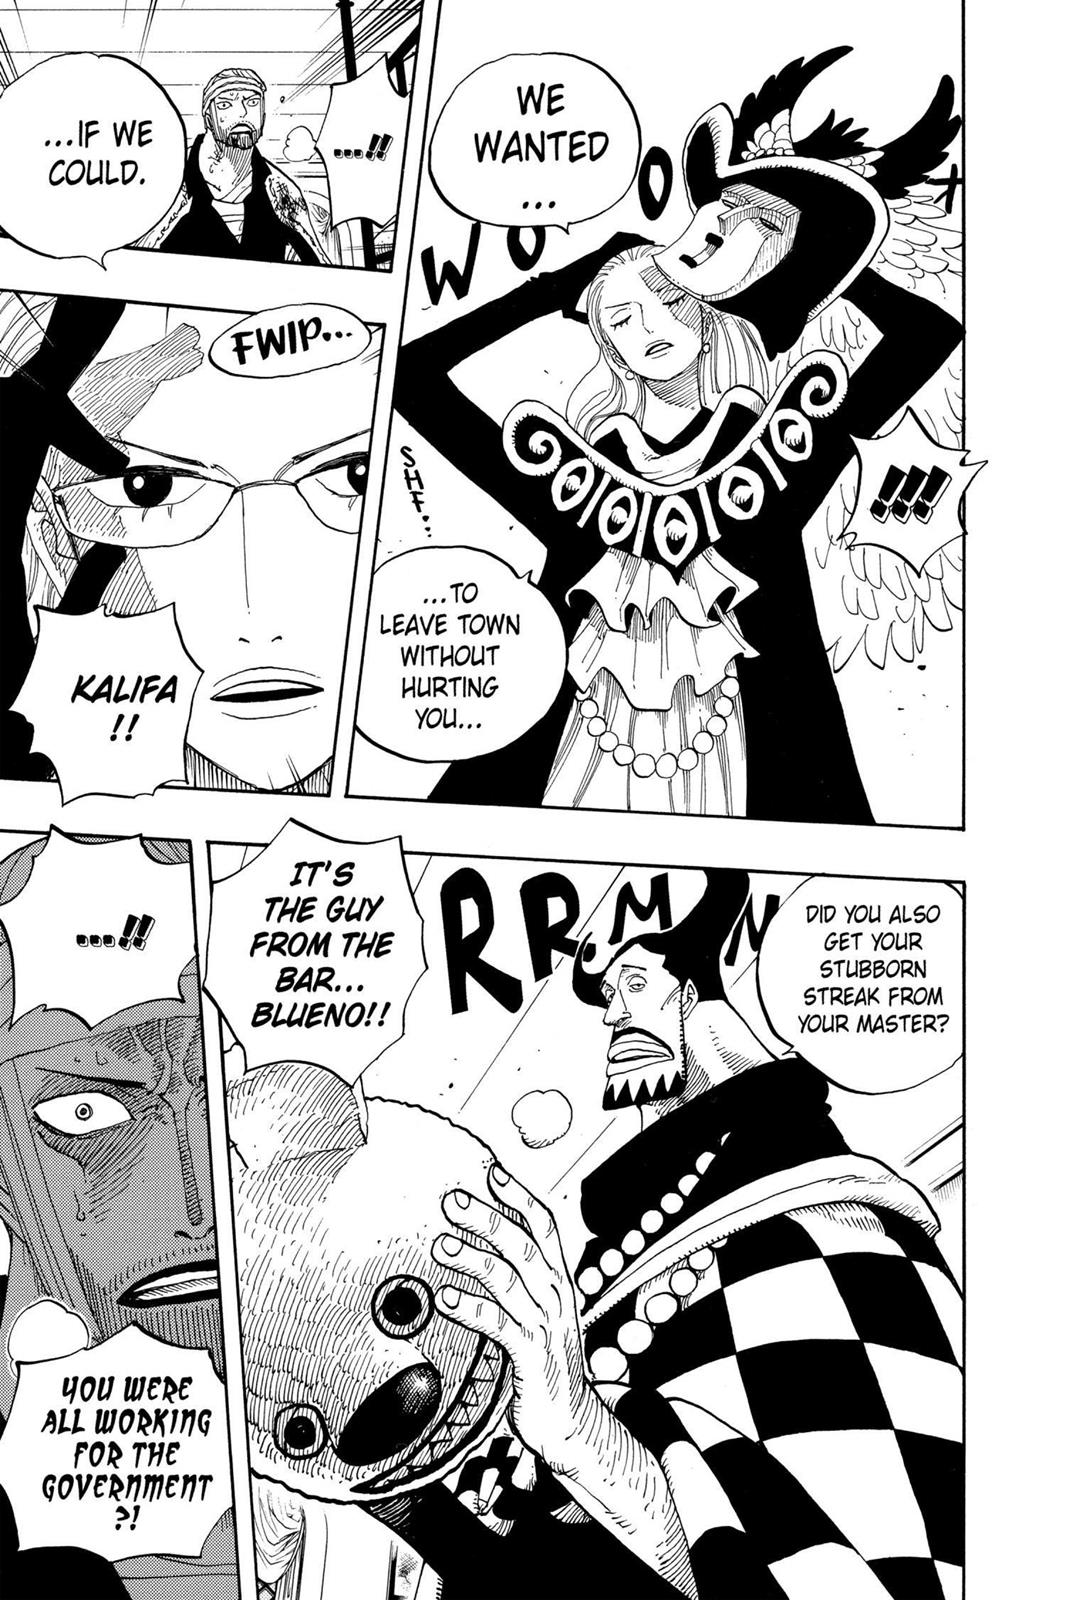 WE
WANTED
...
WOOO
!!!!
SHF...
...TO
LEAVE TOWN
WITHOUT
HURTING
YOU...
...!!
...IF WE
COULD.
FWIP...
KALIFA
!!
RRMM
DID YOU ALSO
GET YOUR
STUBBORN
STREAK FROM
YOUR MASTER?
IT'S
THE GUY
FROM THE
BAR...
BLUENO!!
...!!
YOU WERE
ALL WORKING
FOR THE
GOVERNMENT
?!